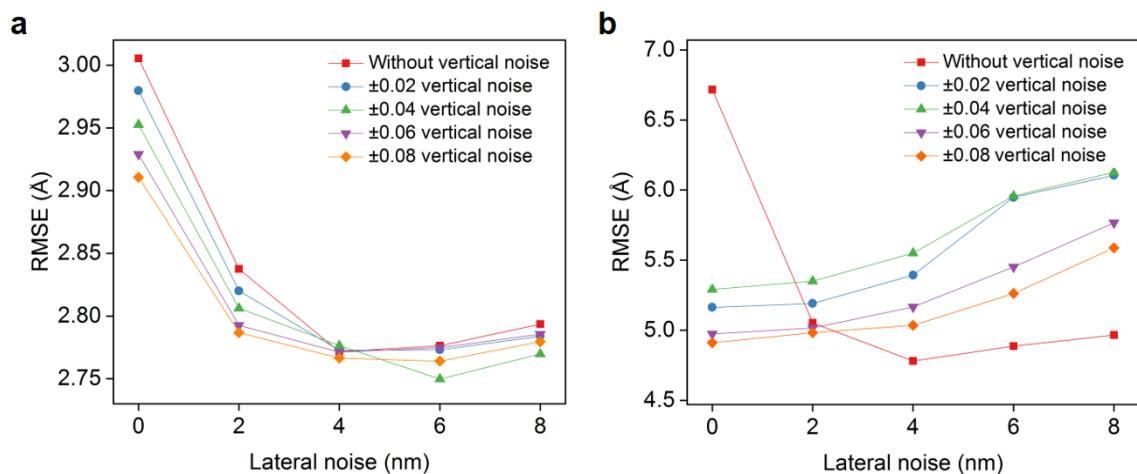 a
3.00
2.95
2.90
2.85
2.80
2.75
RMSE (Å)
0 2 4 6 8
Lateral noise (nm)
Without vertical noise
±0.02 vertical noise
±0.04 vertical noise
±0.06 vertical noise
±0.08 vertical noise
b
7.0
6.5
6.0
5.5
5.0
4.5
RMSE (Å)
0 2 4 6 8
Lateral noise (nm)
Without vertical noise
±0.02 vertical noise
±0.04 vertical noise
±0.06 vertical noise
±0.08 vertical noise